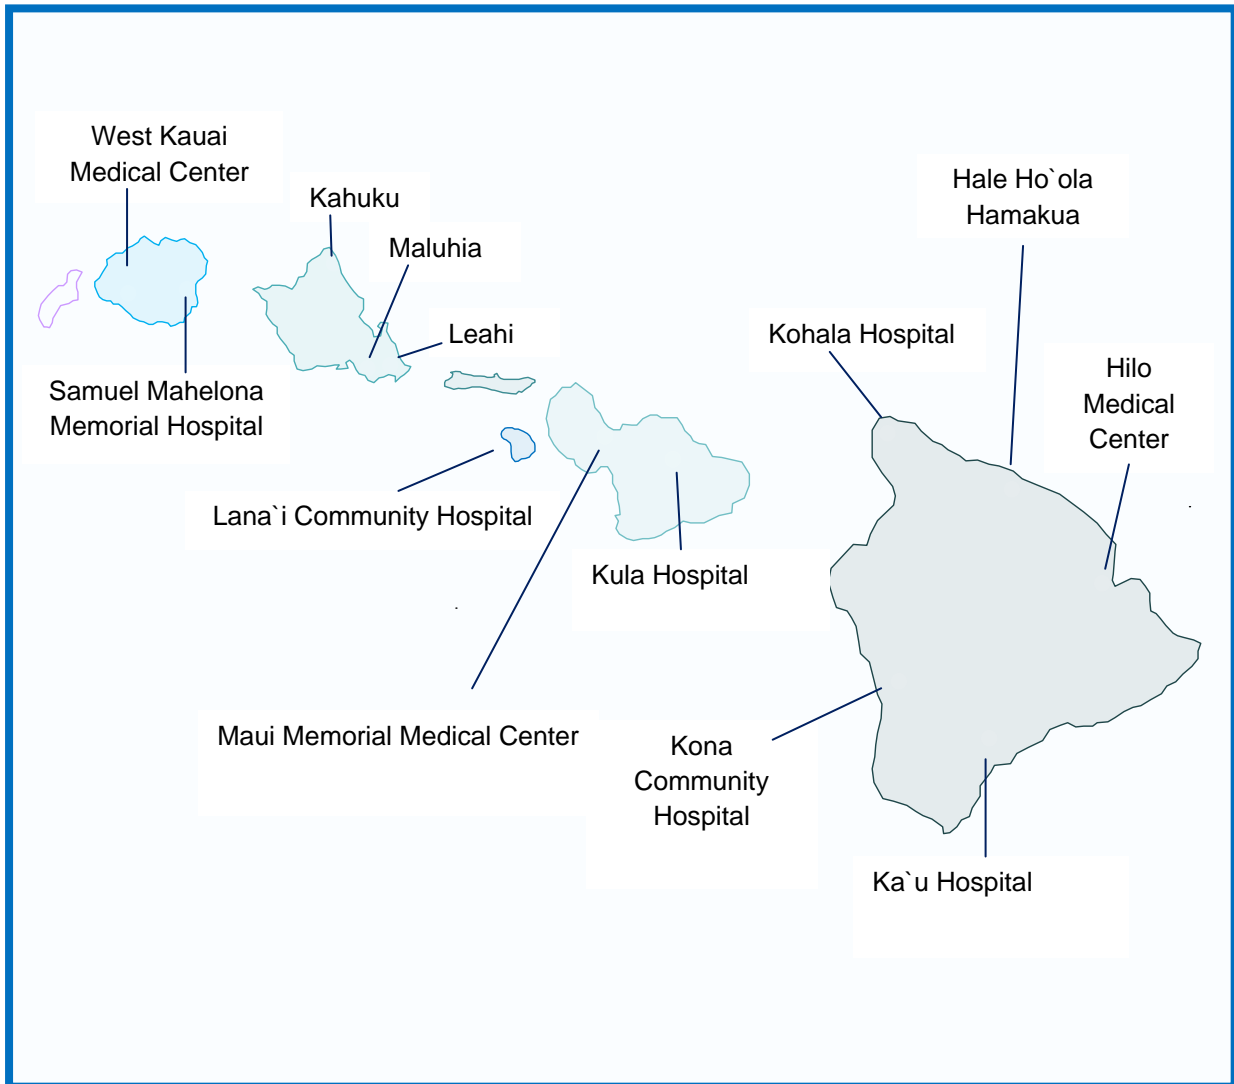 West Kauai
Medical Center
Kahuku
Maluhia
Leahi
Samuel Mahelona
Memorial Hospital
Lana`i Community Hospital
Kula Hospital
Maui Memorial Medical Center
Hale Ho`ola
Hamakua
Kohala Hospital
Hilo
Medical
Center
Kona
Community
Hospital
Ka`u Hospital